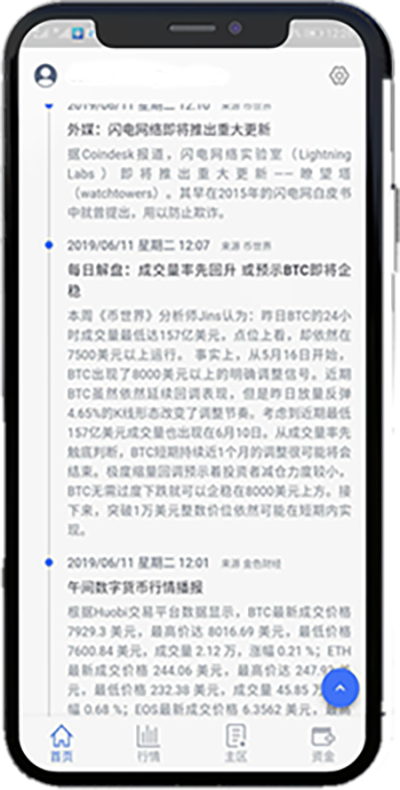 2019/06/11 星期二 12:10 来源 币世界
外媒：闪电网络即将推出重大更新
据Coindesk报道，闪电网络实验室（Lightning
Labs）即将推出重大更新——瞭望塔
（watchtowers）。其早在2015年的闪电网白皮书
中就曾提出，用以防止欺诈。
2019/06/11 星期二 12:07 来源 币世界
每日解盘：成交量率先回升 或预示BTC即将企
稳
本周《币世界》分析师Jins认为：昨日BTC的24小
时成交量最低达157亿美元。点位上看，却依然在
7500美元以上运行。 事实上，从5月16日开始，
BTC出现了8000美元以上的明确调整信号。近期
BTC虽然依然延续回调表现，但是昨日放量反弹
4.65%的K线形态改变了调整节奏。考虑到近期最低
157亿美元成交量也出现在6月10日。从成交量率先
触底判断，BTC短期持续近1个月的调整很可能将会
结束。极度缩量回调预示着投资者减仓力度较小，
BTC无需过度下跌就可以企稳在8000美元上方。接
下来，突破1万美元整数价位依然可能在短期内实
现。
2019/06/11 星期二 12:01 来源 金色财经
午间数字货币行情播报
根据Huobi交易平台数据显示，BTC最新成交价格
7929.3 美元，最高价达 8016.69 美元，最低价格
7600.84 美元，成交量 2.12 万，涨幅 0.21 %；ETH
最新成交价格 244.06 美元，最高价达 247.92 美
元，最低价格 232.38 美元，成交量 45.85 万
幅 0.68 %；EOS最新成交价格 6.3562 美元，最高
首页 行情 主区 资金